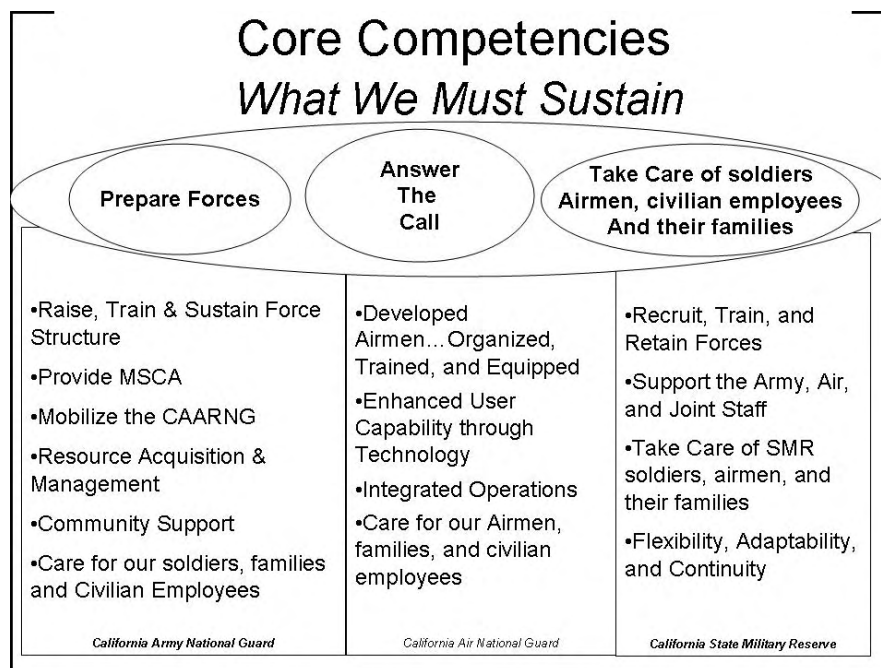 Core Competencies
What We Must Sustain
Prepare Forces
Answer
The
Call
Take Care of soldiers
Airmen, civilian employees
And their families
•Raise, Train & Sustain Force
Structure
•Provide MSCA
•Mobilize the CAARNG
•Resource Acquisition &
Management
•Community Support
•Care for our soldiers, families
and Civilian Employees
California Army National Guard
•Developed
Airmen…Organized,
Trained, and Equipped
•Enhanced User
Capability through
Technology
•Integrated Operations
•Care for our Airmen,
families, and civilian
employees
California Air National Guard
•Recruit, Train, and
Retain Forces
•Support the Army, Air,
and Joint Staff
•Take Care of SMR
soldiers, airmen, and
their families
•Flexibility, Adaptability,
and Continuity
California State Military Reserve